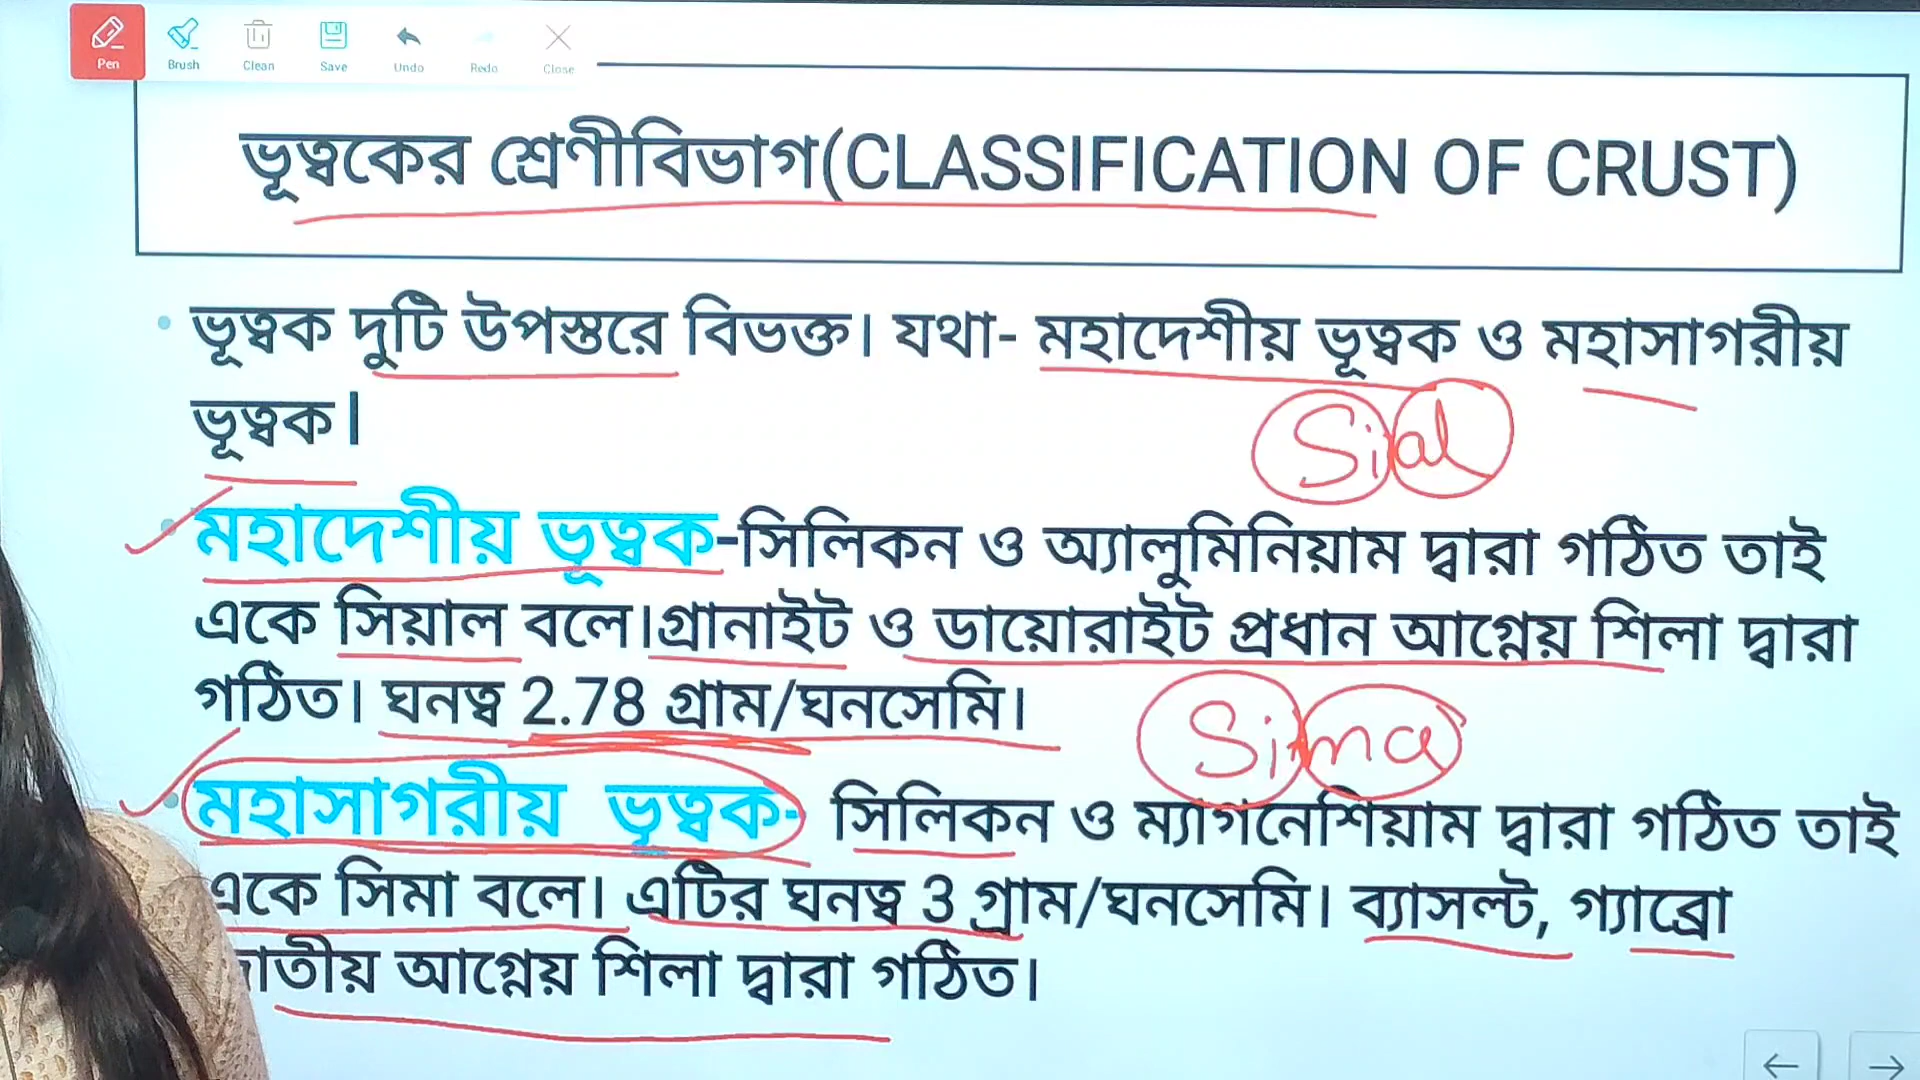 Pen Brush Clean Save Undo Redo Close
ভূত্বকের শ্রেণীবিভাগ(CLASSIFICATION OF CRUST)
ভূত্বক দুটি উপস্তরে বিভক্ত। যথা- মহাদেশীয় ভূত্বক ও মহাসাগরীয়
ভূত্বক।
Sial
মহাদেশীয় ভূত্বক-সিলিকন ও অ্যালুমিনিয়াম দ্বারা গঠিত তাই
একে সিয়াল বলে।গ্রানাইট ও ডায়োরাইট প্রধান আগ্নেয় শিলা দ্বারা
গঠিত। ঘনত্ব 2.78 গ্রাম/ঘনসেমি।
Sima
মহাসাগরীয় ভূত্বক- সিলিকন ও ম্যাগনেশিয়াম দ্বারা গঠিত তাই
একে সিমা বলে। এটির ঘনত্ব 3 গ্রাম/ঘনসেমি। ব্যাসল্ট, গ্যাব্রো
জাতীয় আগ্নেয় শিলা দ্বারা গঠিত।